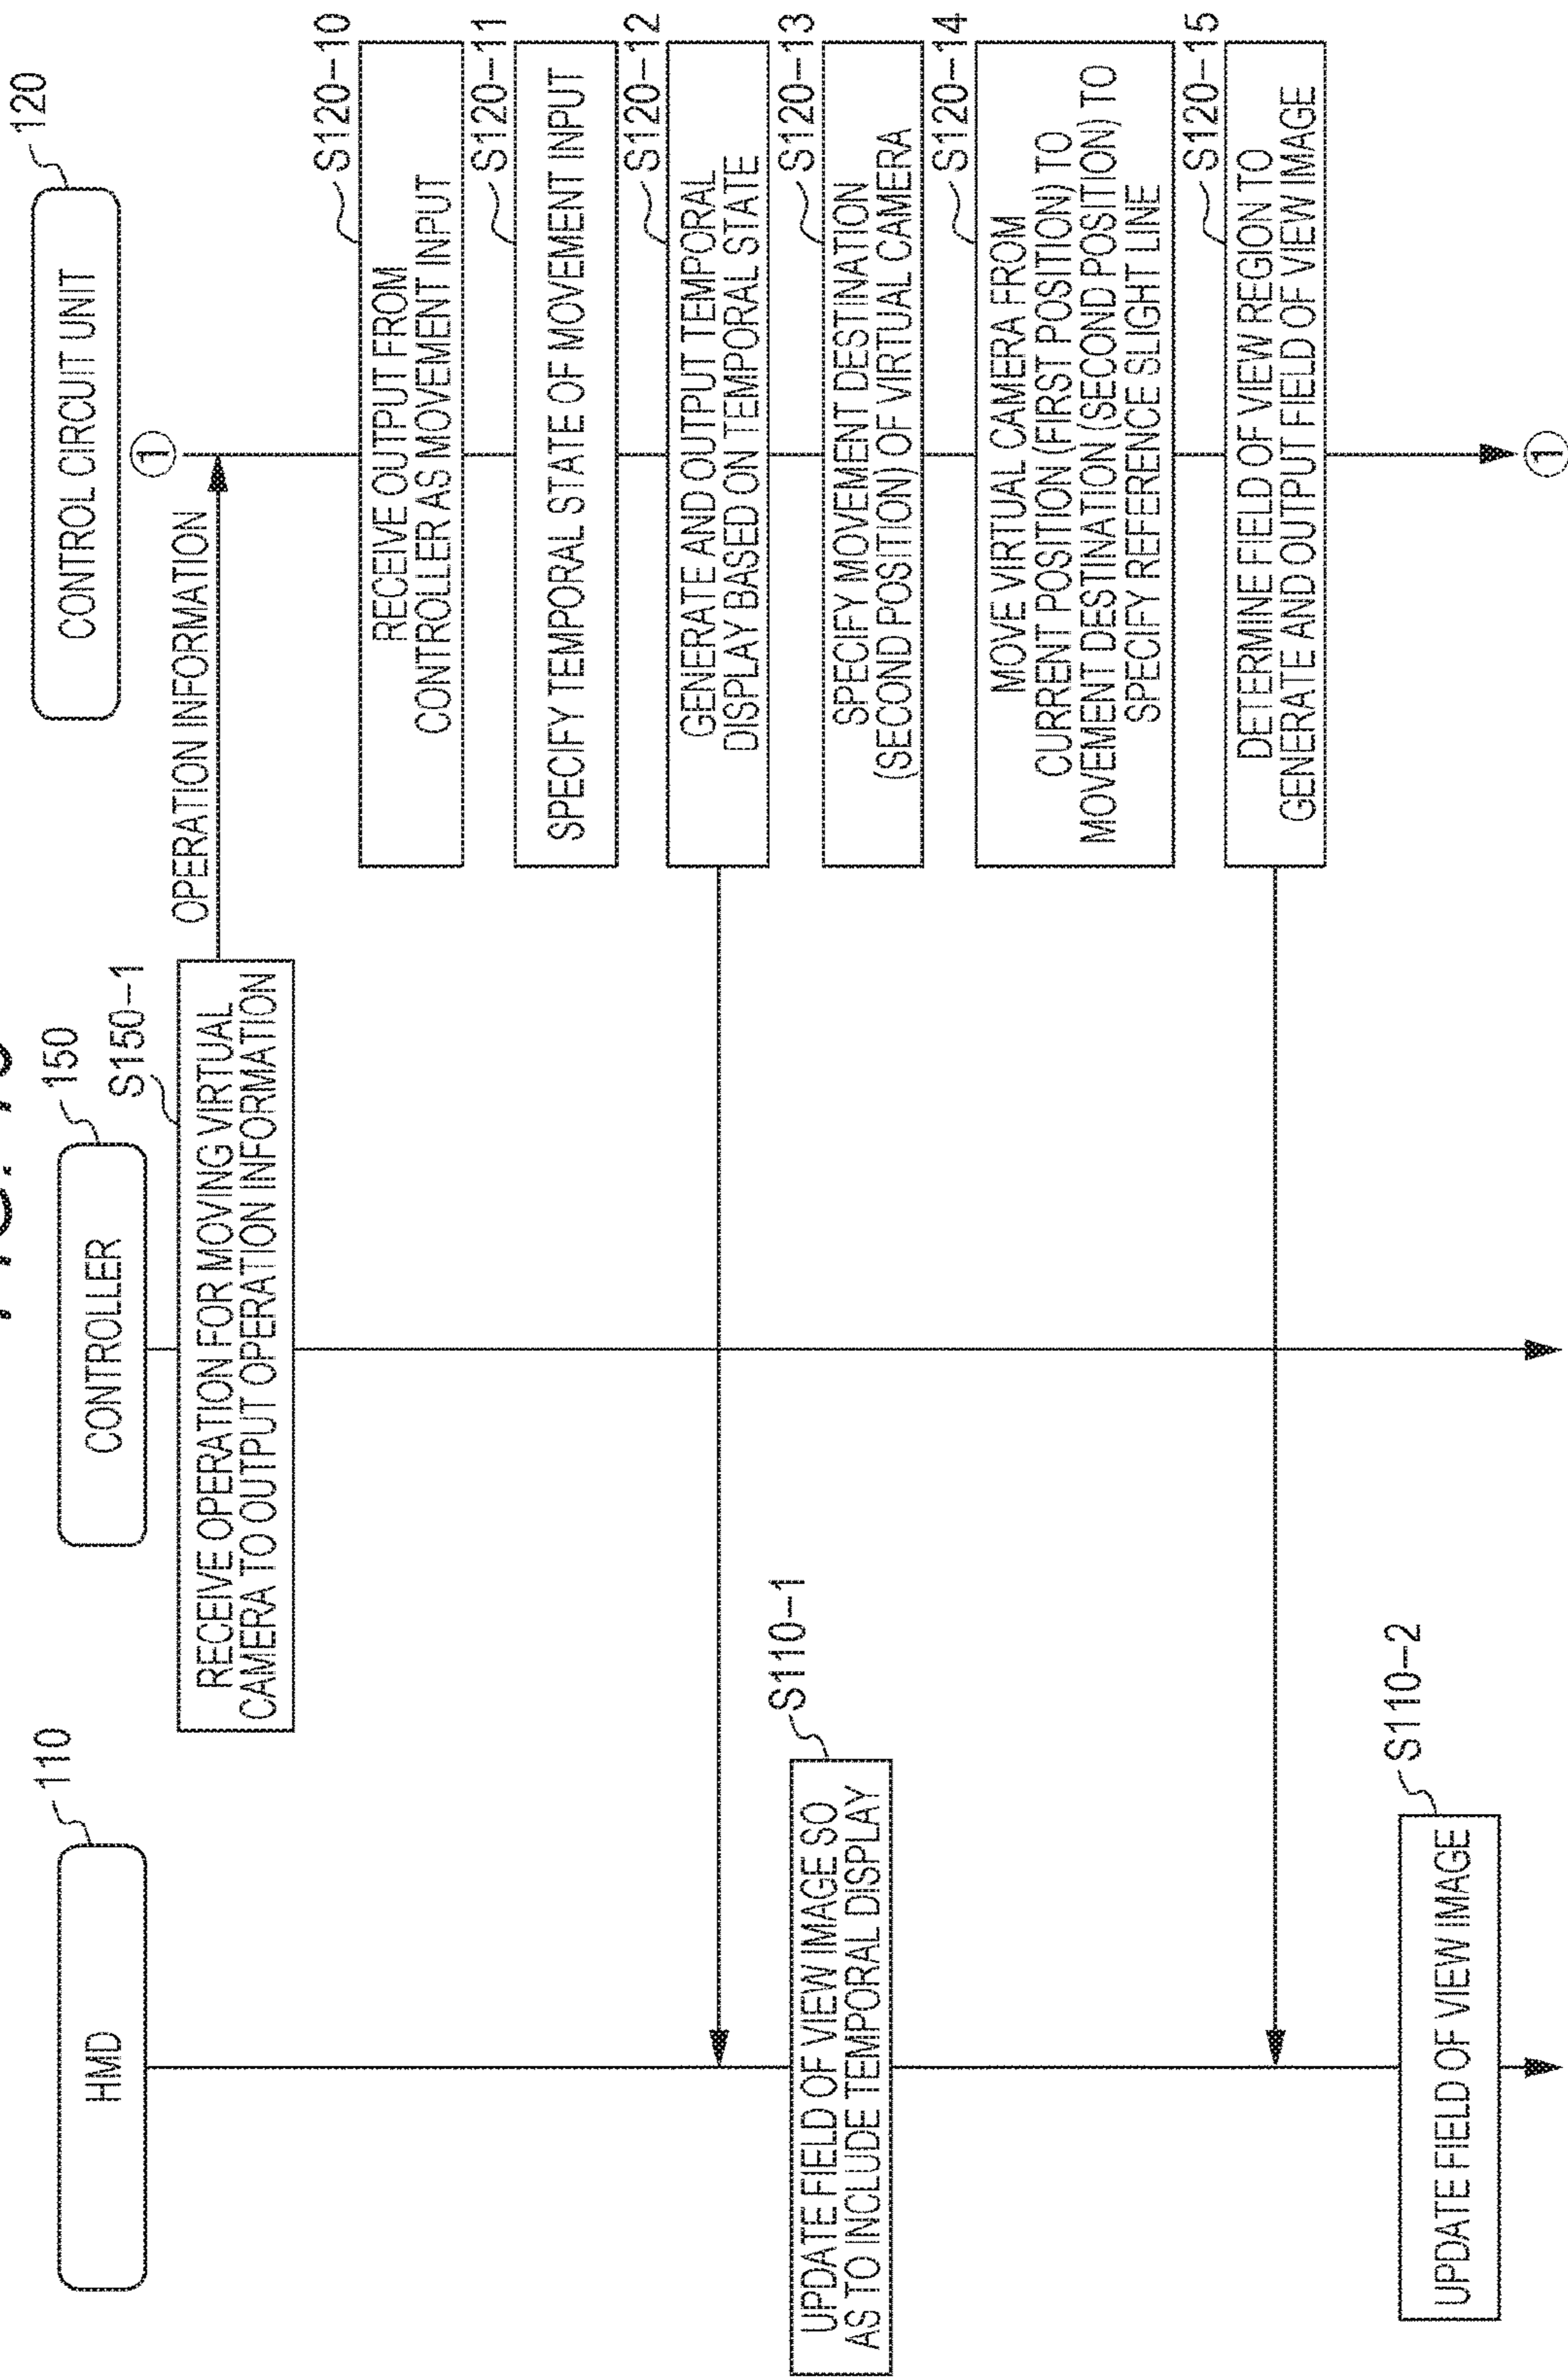 FIG.
HMD
110
CONTROLLER
150
CONTROL CIRCUIT UNIT
120
1
S150-1
RECEIVE OPERATION FOR MOVING VIRTUAL
CAMERA TO OUTPUT OPERATION INFORMATION
OPERATION INFORMATION
S120-10
RECEIVE OUTPUT FROM
CONTROLLER AS MOVEMENT INPUT
S120-11
SPECIFY TEMPORAL STATE OF MOVEMENT INPUT
S120-12
GENERATE AND OUTPUT TEMPORAL
DISPLAY BASED ON TEMPORAL STATE
S110-1
UPDATE FIELD OF VIEW IMAGE SO
AS TO INCLUDE TEMPORAL DISPLAY
S120-13
SPECIFY MOVEMENT DESTINATION
(SECOND POSITION) OF VIRTUAL CAMERA
S120-14
MOVE VIRTUAL CAMERA FROM
CURRENT POSITION (FIRST POSITION) TO
MOVEMENT DESTINATION (SECOND POSITION) TO
SPECIFY REFERENCE SLIGHT LINE
S120-15
DETERMINE FIELD OF VIEW REGION TO
GENERATE AND OUTPUT FIELD OF VIEW IMAGE
S110-2
UPDATE FIELD OF VIEW IMAGE
1